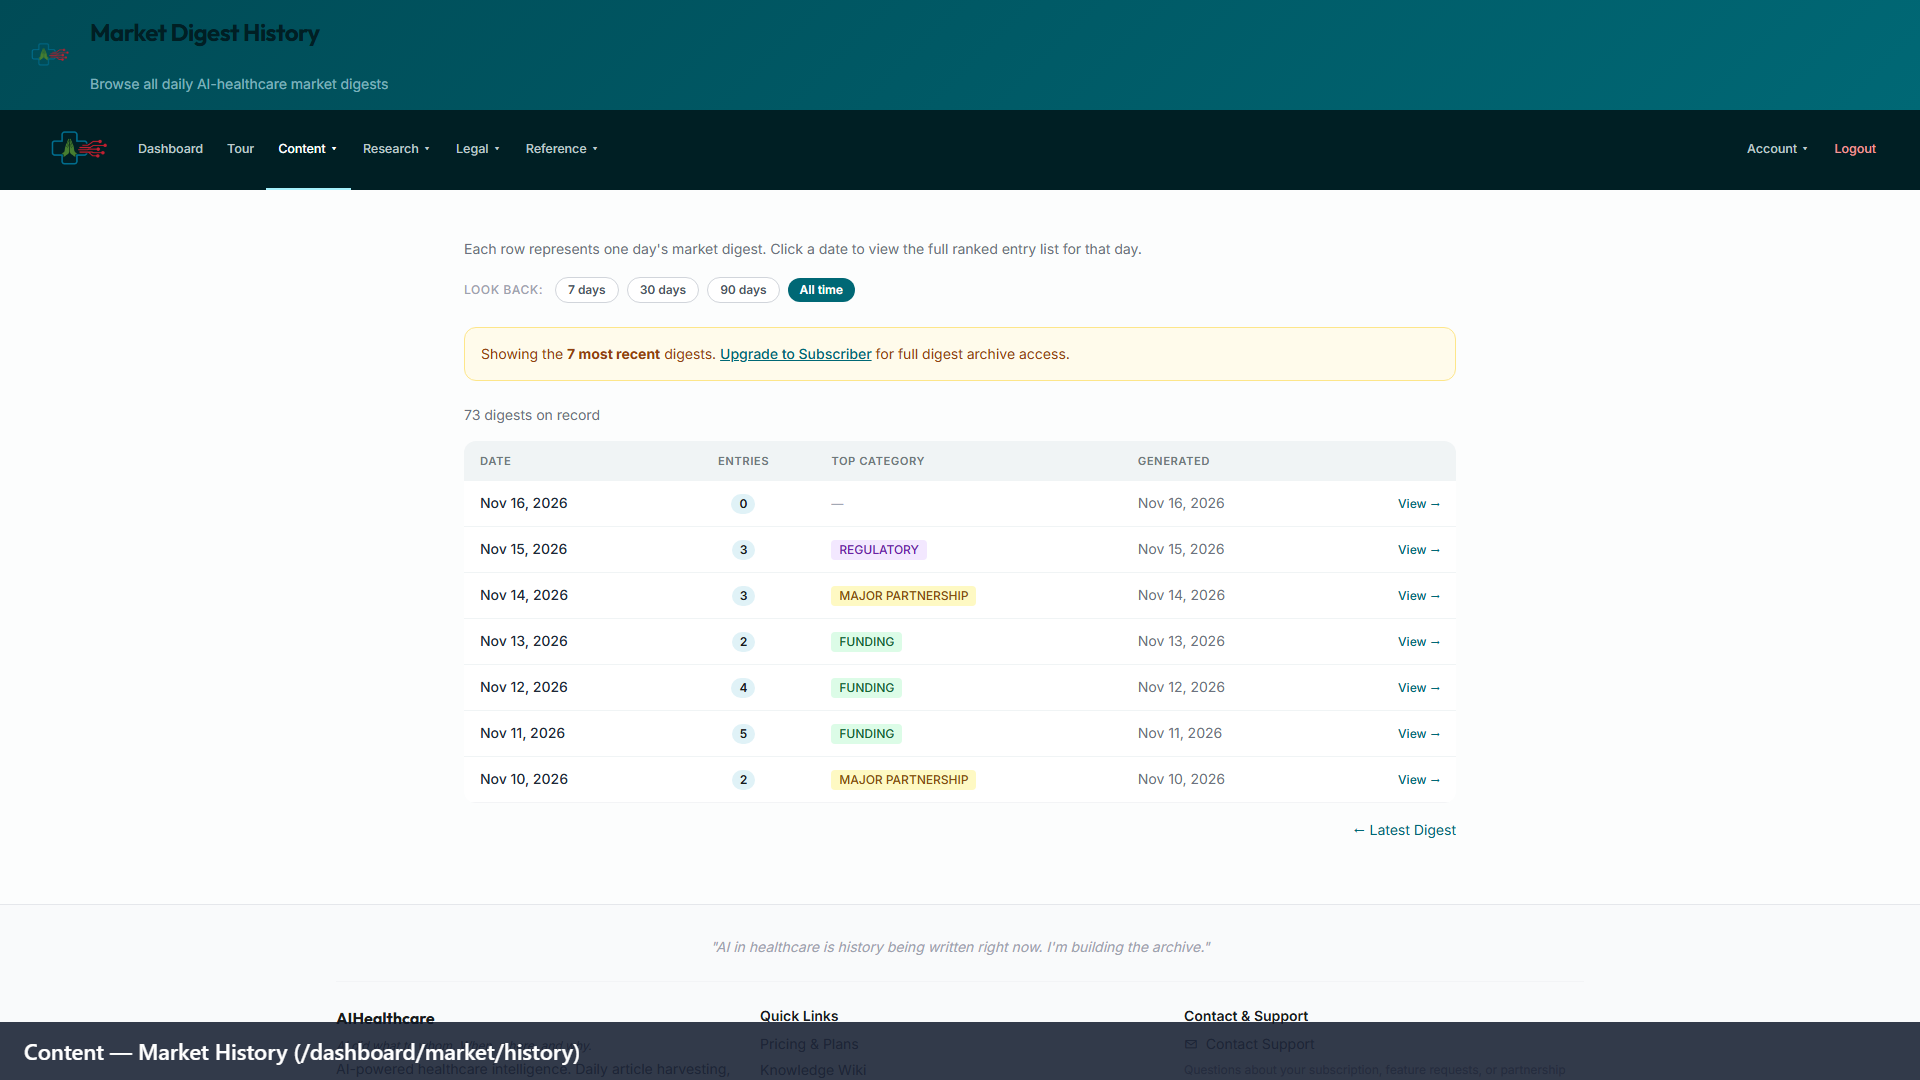 Market Digest History
Browse all daily AI-healthcare market digests
Dashboard Tour Content ▾ Research ▾ Legal ▾ Reference ▾ Account ▾ Logout
Each row represents one day's market digest. Click a date to view the full ranked entry list for that day.
LOOK BACK: 7 days 30 days 90 days All time
Showing the 7 most recent digests. Upgrade to Subscriber for full digest archive access.
73 digests on record
DATE ENTRIES TOP CATEGORY GENERATED
Nov 16, 2026 0 — Nov 16, 2026 View →
Nov 15, 2026 3 REGULATORY Nov 15, 2026 View →
Nov 14, 2026 3 MAJOR PARTNERSHIP Nov 14, 2026 View →
Nov 13, 2026 2 FUNDING Nov 13, 2026 View →
Nov 12, 2026 4 FUNDING Nov 12, 2026 View →
Nov 11, 2026 5 FUNDING Nov 11, 2026 View →
Nov 10, 2026 2 MAJOR PARTNERSHIP Nov 10, 2026 View →
← Latest Digest
"AI in healthcare is history being written right now. I'm building the archive."
AIHealthcare Quick Links Contact & Support
Pricing & Plans Contact Support
Content — Market History (/dashboard/market/history)
AI-powered healthcare intelligence. Daily article harvesting, Knowledge Wiki Questions about your subscription, feature requests, or partnership